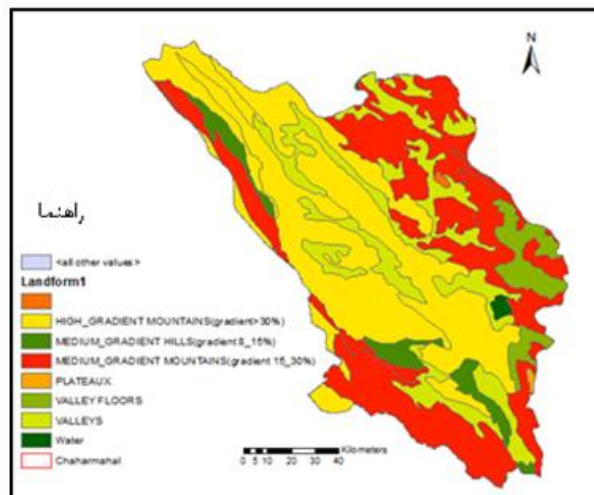 N
راهنما
<all other values>
Landform1
HIGH_GRADIENT MOUNTAINS(gradient>30%)
MEDIUM_GRADIENT HILLS(gradient 8_15%)
MEDIUM_GRADIENT MOUNTAINS(gradient 15_30%)
PLATEAUX
VALLEY FLOORS
VALLEYS
Water
Chaharmahal
Kilometers
0 5 10 20 30 40